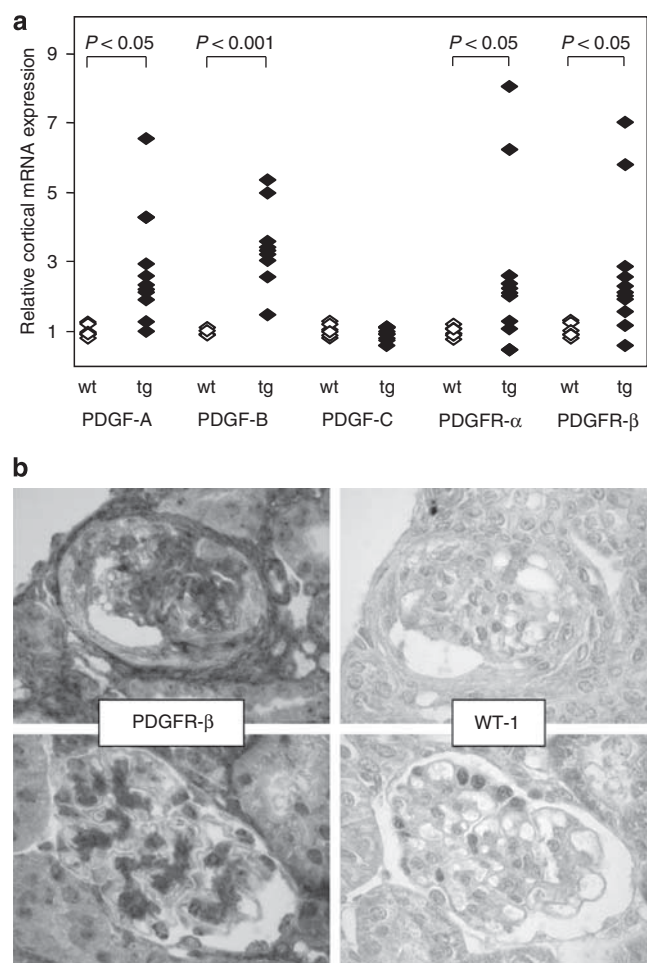 a
P < 0.05 P < 0.001 P < 0.05 P < 0.05
Relative cortical mRNA expression
9
7
5
3
1
wt tg wt tg wt tg wt tg wt tg
PDGF-A PDGF-B PDGF-C PDGFR-α PDGFR-β
b
PDGFR-β WT-1